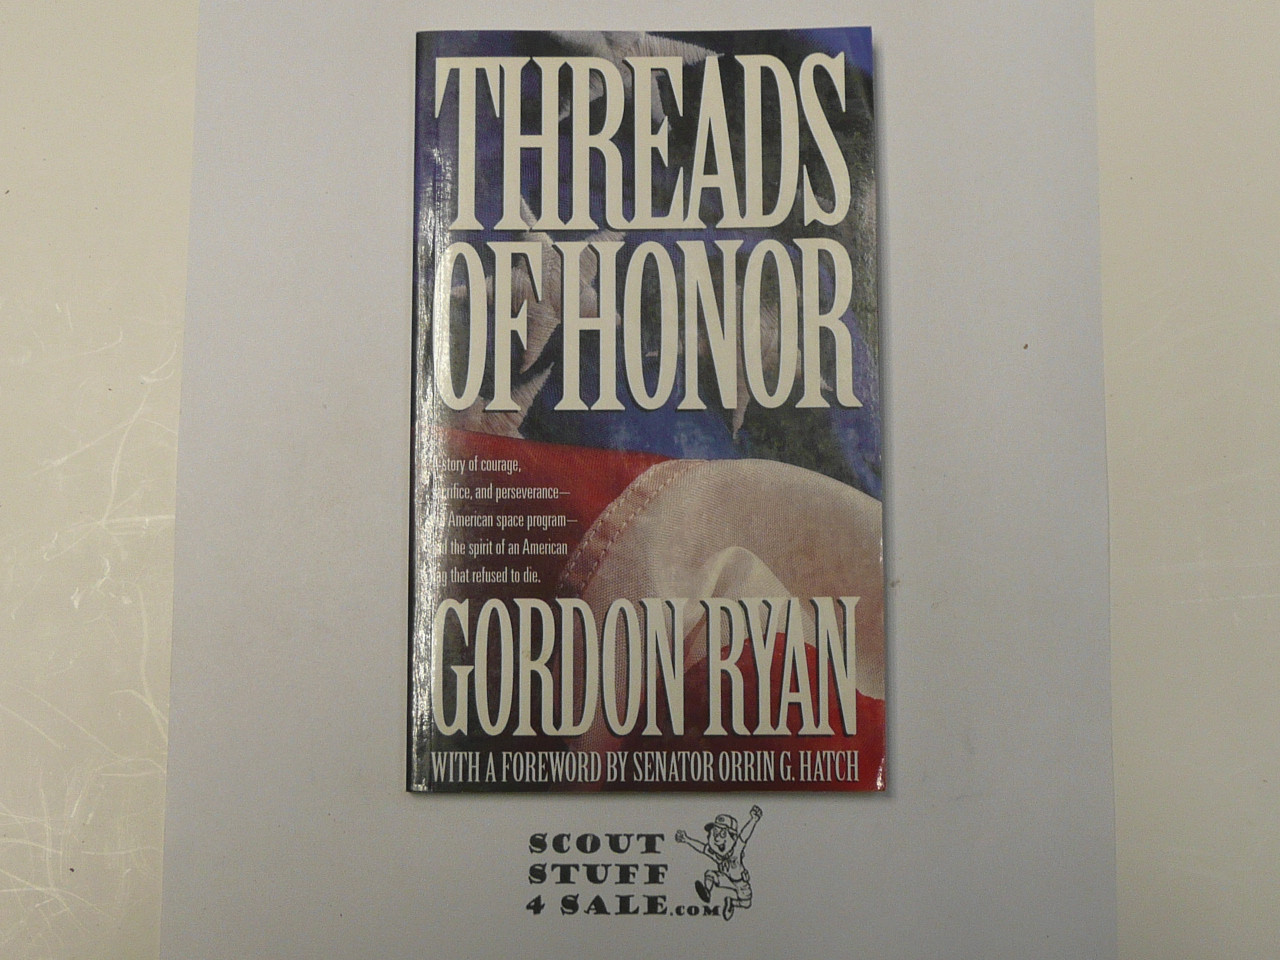 THREADS
OF HONOR
story of courage,
and perseverance—
American space program—
the spirit of an American
that refused to die.
GORDON RYAN
WITH A FOREWORD BY SENATOR ORRIN G. HATCH
SCOUT
STUFF
4 SALE.COM